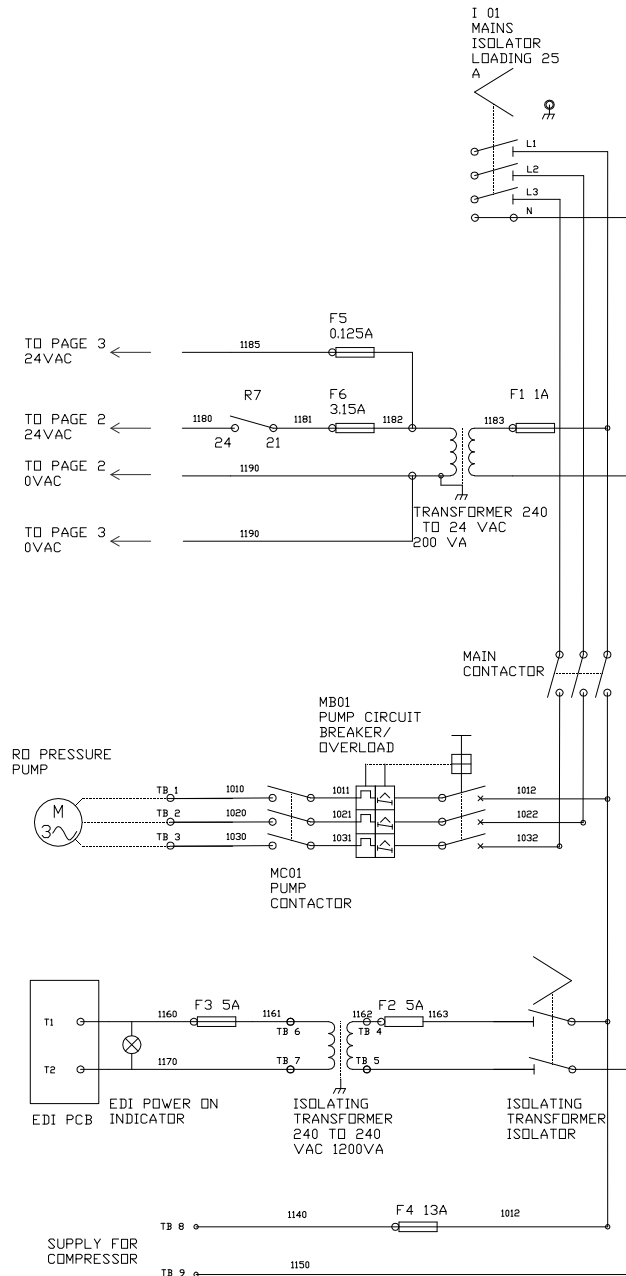 I 01
MAINS
ISOLATOR
LOADING 25
A
L1
L2
L3
N
F5
0.125A
TO PAGE 3
24VAC
1185
R7
F6
3.15A
F1 1A
TO PAGE 2
24VAC
1180
1181
1182
1183
24
21
TO PAGE 2
0VAC
1190
TRANSFORMER 240
TO 24 VAC
200 VA
TO PAGE 3
0VAC
1190
MAIN
CONTACTOR
MB01
PUMP CIRCUIT
BREAKER/
OVERLOAD
RO PRESSURE
PUMP
M
3
TB 1
1010
1011
1012
TB 2
1020
1021
1022
TB 3
1030
1031
1032
MC01
PUMP
CONTACTOR
F3 5A
F2 5A
T1
1160
1161
1162
1163
TB 6
TB 4
T2
1170
TB 7
TB 5
EDI PCB
EDI POWER ON
INDICATOR
ISOLATING
TRANSFORMER
240 TO 240
VAC 1200VA
ISOLATING
TRANSFORMER
ISOLATOR
F4 13A
TB 8
1140
1012
SUPPLY FOR
COMPRESSOR
TB 9
1150